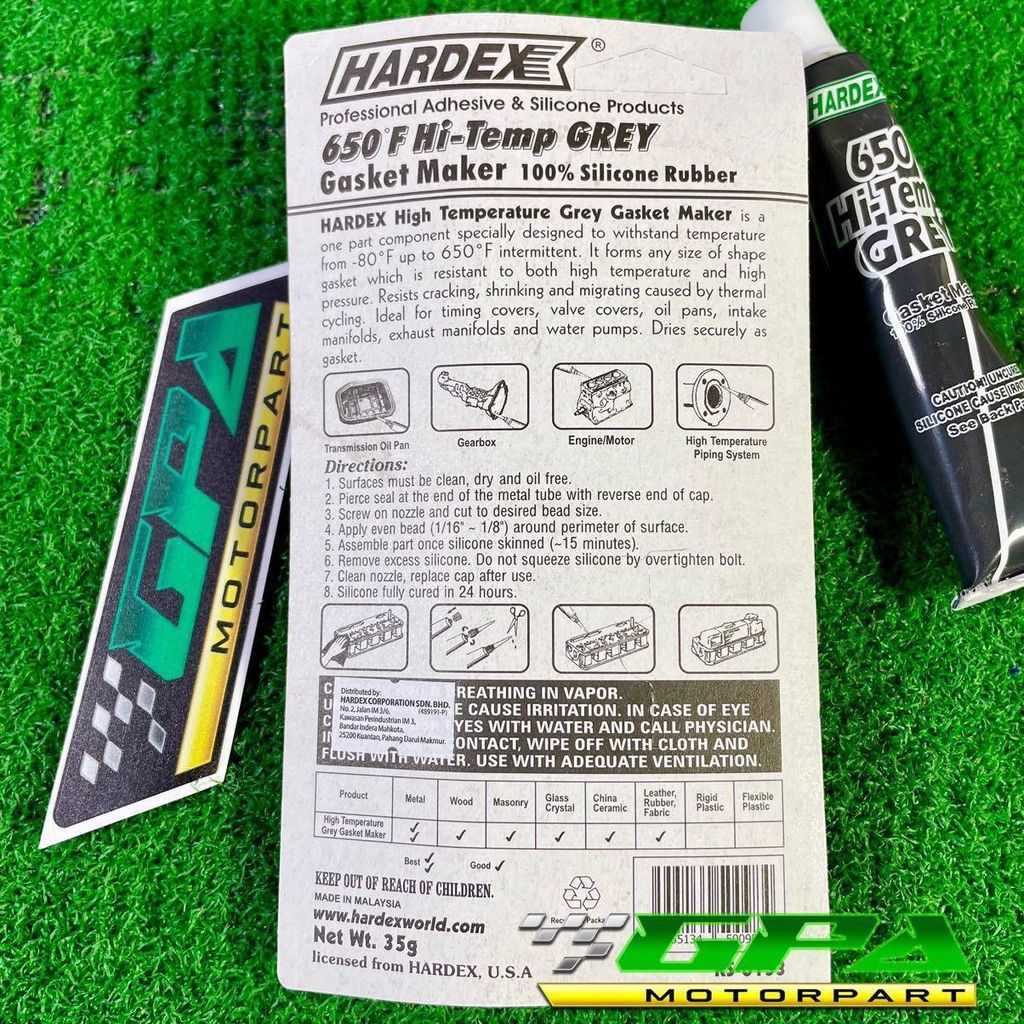 HARDEX®
Professional Adhesive & Silicone Products
650°F Hi-Temp GREY
Gasket Maker 100% Silicone Rubber
HARDEX High Temperature Grey Gasket Maker is a
one part component specially designed to withstand temperature
from -80°F up to 650°F intermittent. It forms any size of shape
gasket which is resistant to both high temperature and high
pressure. Resists cracking, shrinking and migrating caused by thermal
cycling. Ideal for timing covers, valve covers, oil pans, intake
manifolds, exhaust manifolds and water pumps. Dries securely as
gasket.
Transmission Oil Pan
Gearbox
Engine/Motor
High Temperature
Piping System
Directions:
1. Surfaces must be clean, dry and oil free.
2. Pierce seal at the end of the metal tube with reverse end of cap.
3. Screw on nozzle and cut to desired bead size.
4. Apply even bead (1/16" ~ 1/8") around perimeter of surface.
5. Assemble part once silicone skinned (~15 minutes).
6. Remove excess silicone. Do not squeeze silicone by overtighten bolt.
7. Clean nozzle, replace cap after use.
8. Silicone fully cured in 24 hours.
Distributed by:
HARDEX CORPORATION SDN. BHD.
No. 2, Jalan IM 3/6, (489191-P)
Kawasan Perindustrian IM 3,
Bandar Indera Mahkota,
25200 Kuantan, Pahang Darul Makmur.
REATHING IN VAPOR.
E CAUSE IRRITATION. IN CASE OF EYE
YES WITH WATER AND CALL PHYSICIAN.
ONTACT, WIPE OFF WITH CLOTH AND
FLUSH WITH WATER. USE WITH ADEQUATE VENTILATION.
Product Metal Wood Masonry Glass Crystal China Ceramic Leather, Rubber, Fabric Rigid Plastic Flexible Plastic
High Temperature Grey Gasket Maker ✓✓ ✓ ✓ ✓ ✓ ✓
Best ✓✓ Good ✓
KEEP OUT OF REACH OF CHILDREN.
MADE IN MALAYSIA
www.hardexworld.com
Net Wt. 35g
licensed from HARDEX, U.S.A
HARDEX
650
Hi-Temp
GREY
Gasket Ma
100% Silicone
CAUTION! UNCURE
SILICONE CAUSE IRRI
See Back Pa
GPA
MOTORPART
GPA
MOTORPART